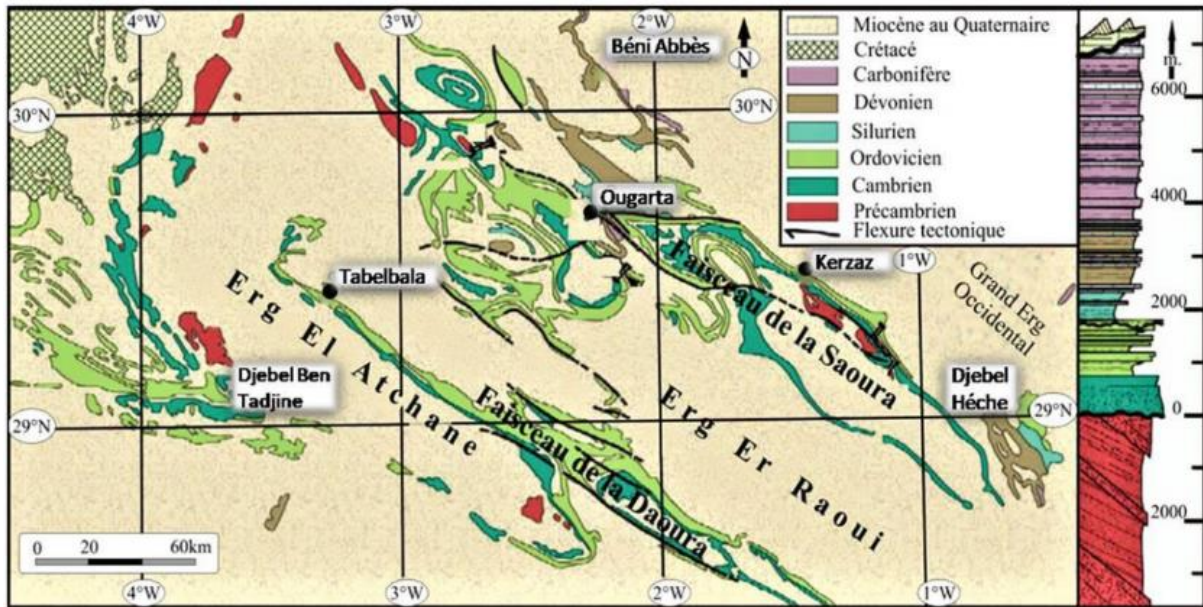 4°W
3°W
2°W
Béni Abbès
N
30°N
30°N
Miocène au Quaternaire
Crétacé
Carbonifère
Dévonien
Silurien
Ordovicien
Cambrien
Précambrien
Flexure tectonique
m.
6000
4000
2000
0
2000
Ougarta
Kerzaz
1°W
Tabelbala
Grand Erg
Occidental
Faisceau de la Saoura
Erg El Atchane
Djebel Ben
Tadjine
Djebel
Héche
29°N
29°N
Faisceau de la Daoura
Erg Er Raoui
0 20 60km
4°W
3°W
2°W
1°W